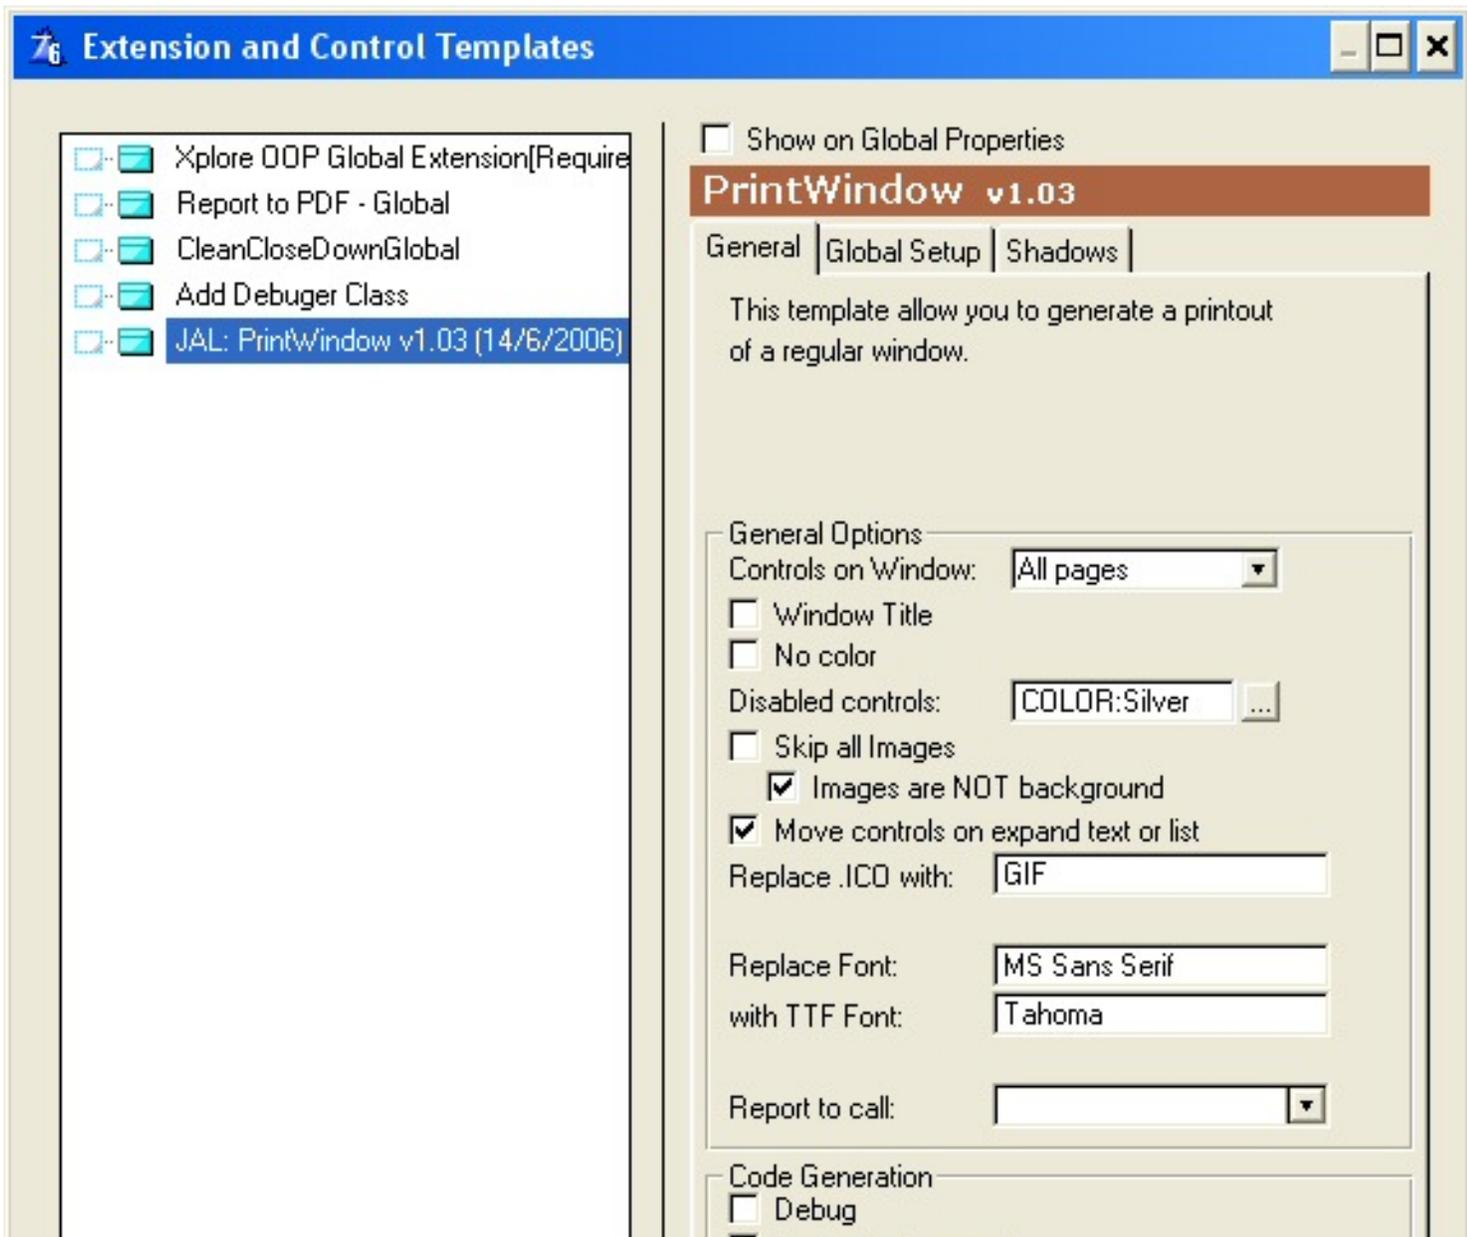 Extension and Control Templates
Xplore OOP Global Extension(Require
Report to PDF - Global
CleanCloseDownGlobal
Add Debuger Class
JAL: PrintWindow v1.03 (14/6/2006)
Show on Global Properties
PrintWindow v1.03
General
Global Setup
Shadows
This template allow you to generate a printout
of a regular window.
General Options
Controls on Window: All pages
Window Title
No color
Disabled controls: COLOR:Silver ...
Skip all Images
Images are NOT background
Move controls on expand text or list
Replace .ICO with: GIF
Replace Font: MS Sans Serif
with TTF Font: Tahoma
Report to call:
Code Generation
Debug